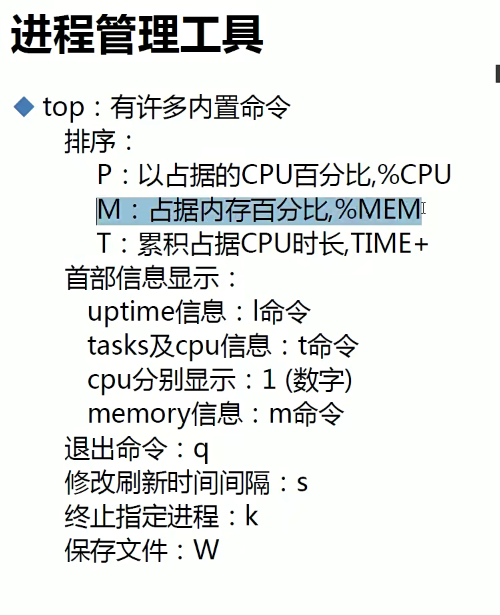 进程管理工具
top：有许多内置命令
排序：
P：以占据的CPU百分比,%CPU
M：占据内存百分比,%MEM
T：累积占据CPU时长,TIME+
首部信息显示：
uptime信息：l命令
tasks及cpu信息：t命令
cpu分别显示：1 (数字)
memory信息：m命令
退出命令：q
修改刷新时间间隔：s
终止指定进程：k
保存文件：W